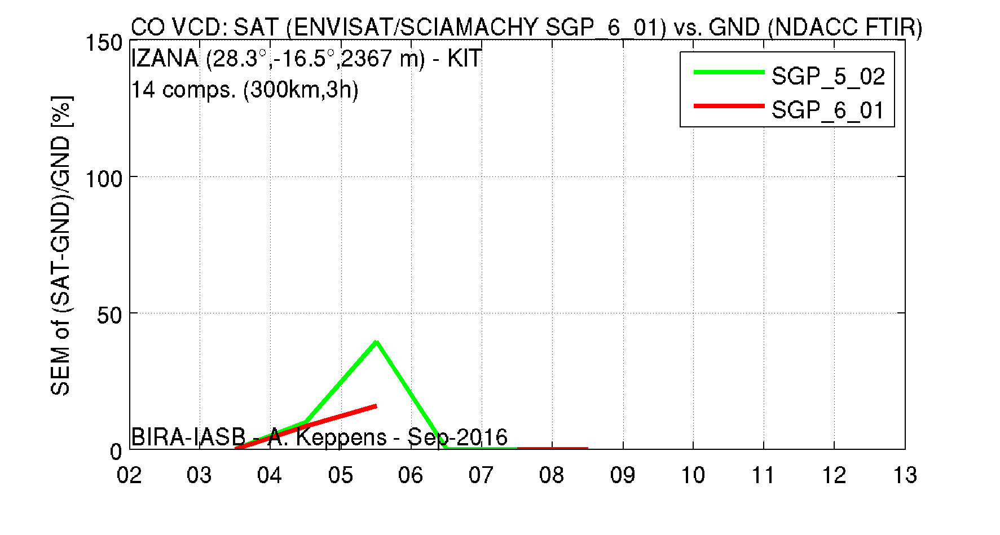 CO VCD: SAT (ENVISAT/SCIAMACHY SGP_6_01) vs. GND (NDACC FTIR)
IZANA (28.3°,-16.5°,2367 m) - KIT
14 comps. (300km,3h)
SGP_5_02
SGP_6_01
SEM of (SAT-GND)/GND [%]
150
100
50
0
BIRA-IASB - A. Keppens - Sep-2016
02 03 04 05 06 07 08 09 10 11 12 13